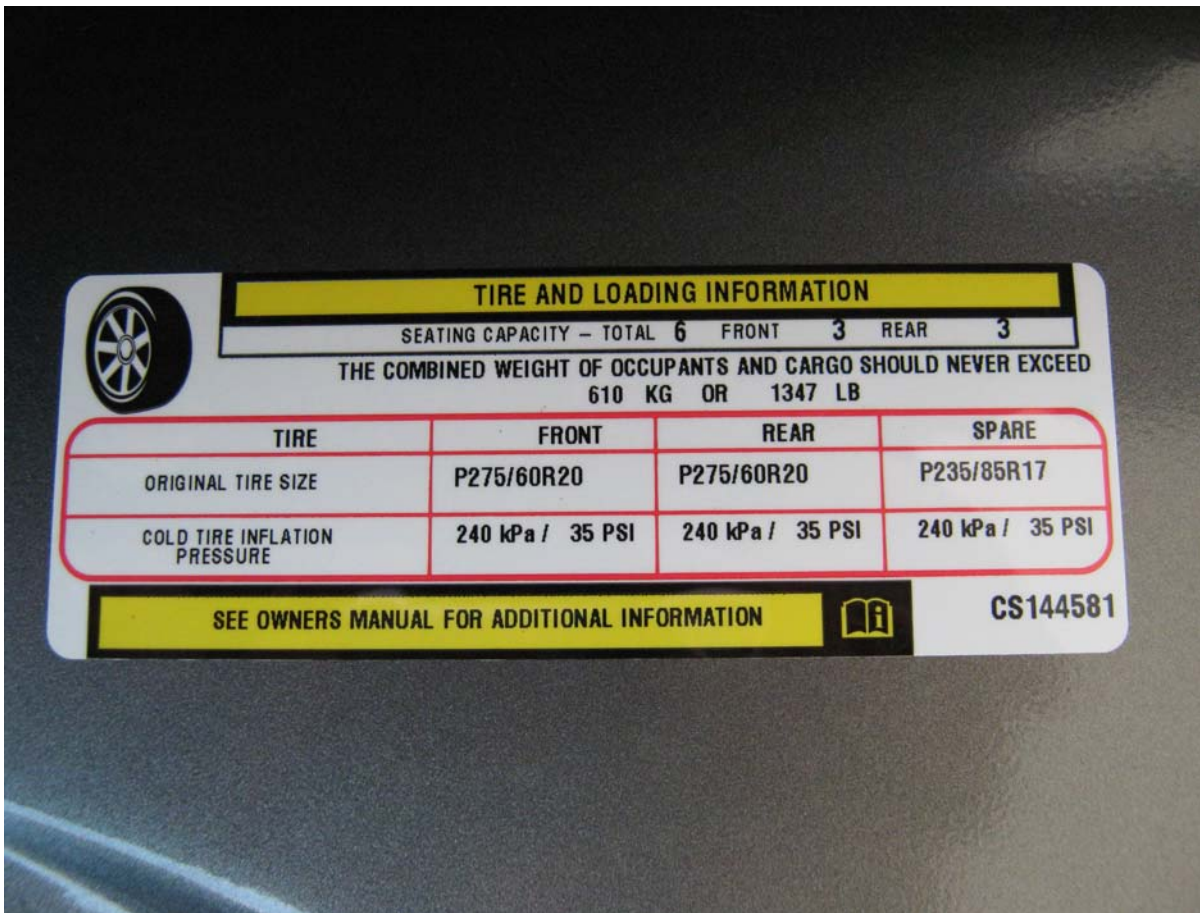 TIRE AND LOADING INFORMATION
SEATING CAPACITY – TOTAL 6 FRONT 3 REAR 3
THE COMBINED WEIGHT OF OCCUPANTS AND CARGO SHOULD NEVER EXCEED
610 KG OR 1347 LB
TIRE FRONT REAR SPARE
ORIGINAL TIRE SIZE P275/60R20 P275/60R20 P235/85R17
COLD TIRE INFLATION PRESSURE 240 kPa / 35 PSI 240 kPa / 35 PSI 240 kPa / 35 PSI
SEE OWNERS MANUAL FOR ADDITIONAL INFORMATION
CS144581